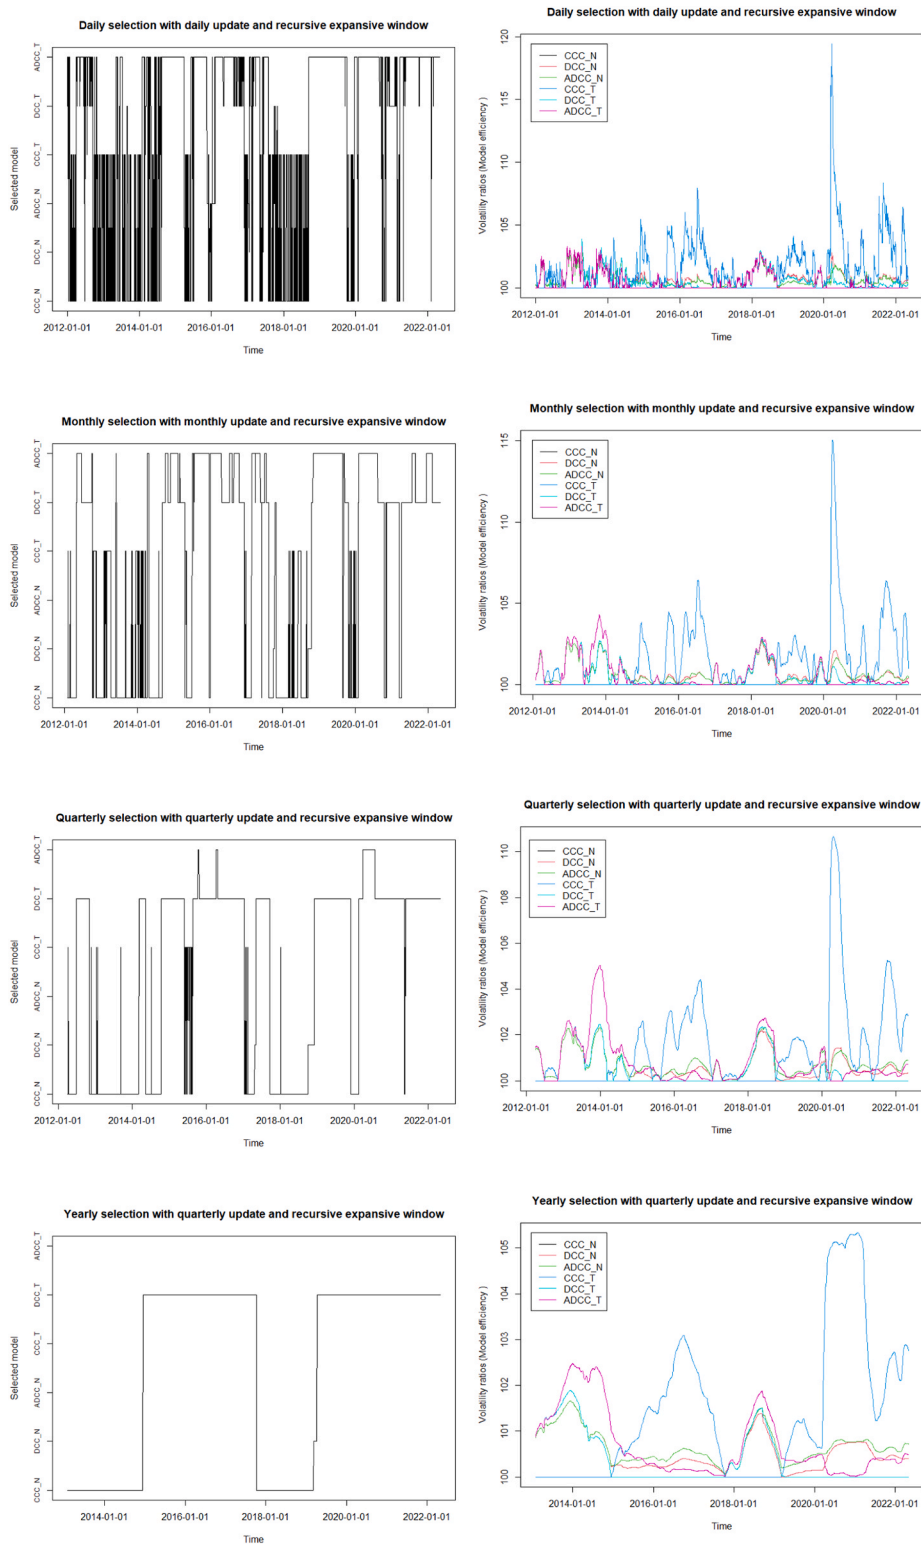 Daily selection with daily update and recursive expansive window
Selected model
ADCC_T
DCC_T
CCC_T
ADCC_N
DCC_N
CCC_N
2012-01-01 2014-01-01 2016-01-01 2018-01-01 2020-01-01 2022-01-01
Time
Daily selection with daily update and recursive expansive window
Volatility ratios (Model efficiency )
120
115
110
105
100
CCC_N
DCC_N
ADCC_N
CCC_T
DCC_T
ADCC_T
2012-01-01 2014-01-01 2016-01-01 2018-01-01 2020-01-01 2022-01-01
Time
Monthly selection with monthly update and recursive expansive window
Selected model
ADCC_T
DCC_T
CCC_T
ADCC_N
DCC_N
CCC_N
2012-01-01 2014-01-01 2016-01-01 2018-01-01 2020-01-01 2022-01-01
Time
Monthly selection with monthly update and recursive expansive window
Volatility ratios (Model efficiency )
115
110
105
100
CCC_N
DCC_N
ADCC_N
CCC_T
DCC_T
ADCC_T
2012-01-01 2014-01-01 2016-01-01 2018-01-01 2020-01-01 2022-01-01
Time
Quarterly selection with quarterly update and recursive expansive window
Selected model
ADCC_T
DCC_T
CCC_T
ADCC_N
DCC_N
CCC_N
2012-01-01 2014-01-01 2016-01-01 2018-01-01 2020-01-01 2022-01-01
Time
Quarterly selection with quarterly update and recursive expansive window
Volatility ratios (Model efficiency )
110
108
106
104
102
100
CCC_N
DCC_N
ADCC_N
CCC_T
DCC_T
ADCC_T
2012-01-01 2014-01-01 2016-01-01 2018-01-01 2020-01-01 2022-01-01
Time
Yearly selection with quarterly update and recursive expansive window
Selected model
ADCC_T
DCC_T
CCC_T
ADCC_N
DCC_N
CCC_N
2014-01-01 2016-01-01 2018-01-01 2020-01-01 2022-01-01
Time
Yearly selection with quarterly update and recursive expansive window
Volatility ratios (Model efficiency )
105
104
103
102
101
100
CCC_N
DCC_N
ADCC_N
CCC_T
DCC_T
ADCC_T
2014-01-01 2016-01-01 2018-01-01 2020-01-01 2022-01-01
Time